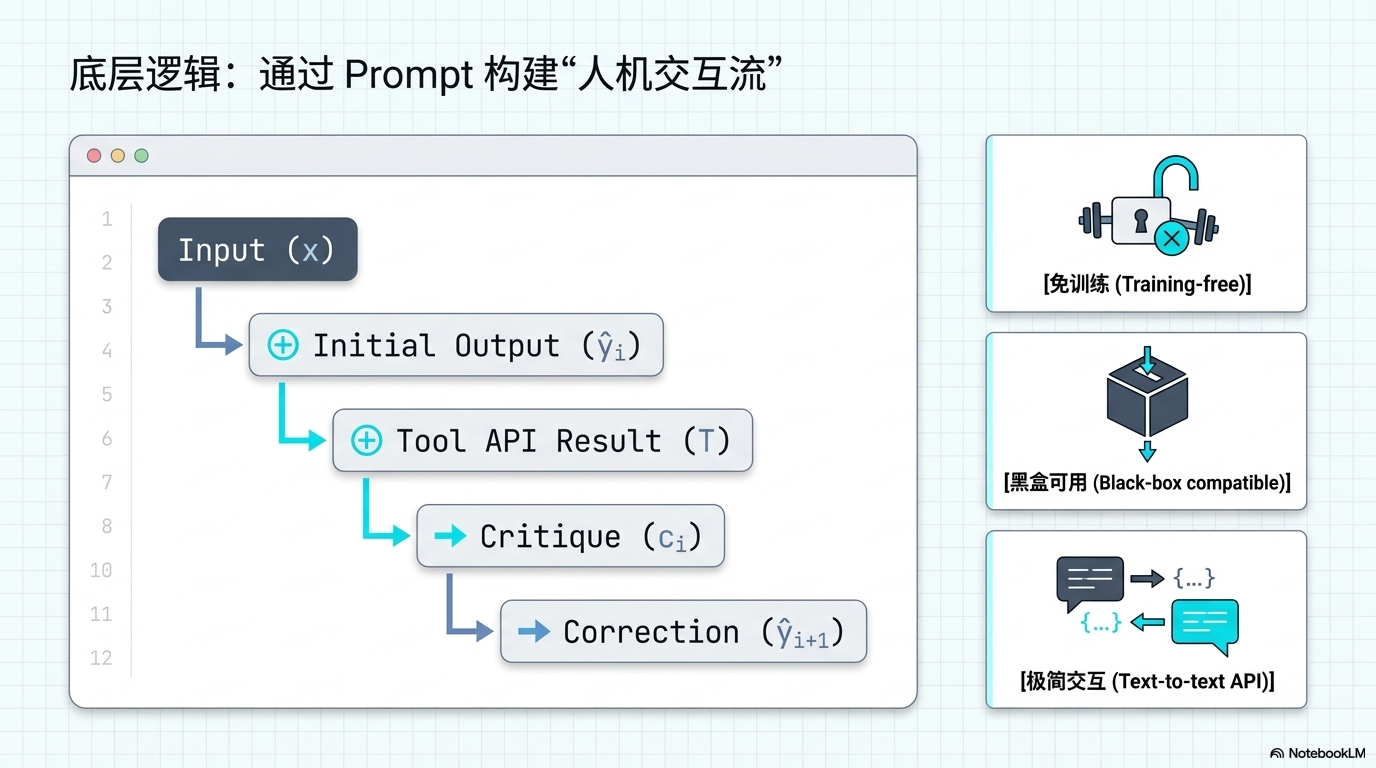 底层逻辑：通过 Prompt 构建“人机交互流”
1
2
3
4
5
6
7
8
10
11
12
Input (x)
Initial Output (ŷᵢ)
Tool API Result (T)
Critique (cᵢ)
Correction (ŷᵢ₊₁)
[免训练 (Training-free)]
[黑盒可用 (Black-box compatible)]
{...}
{...}
[极简交互 (Text-to-text API)]
NotebookLM